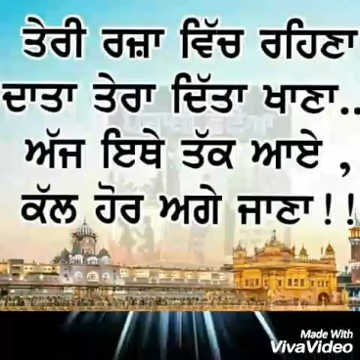 ਤੇਰੀ ਰਜ਼ਾ ਵਿੱਚ ਰਹਿਣਾ
ਦਾਤਾ ਤੇਰਾ ਦਿੱਤਾ ਖਾਣਾ..
ਅੱਜ ਇਥੇ ਤੱਕ ਆਏ ,
ਕੱਲ ਹੋਰ ਅਗੇ ਜਾਣਾ!!
Made With
VivaVideo